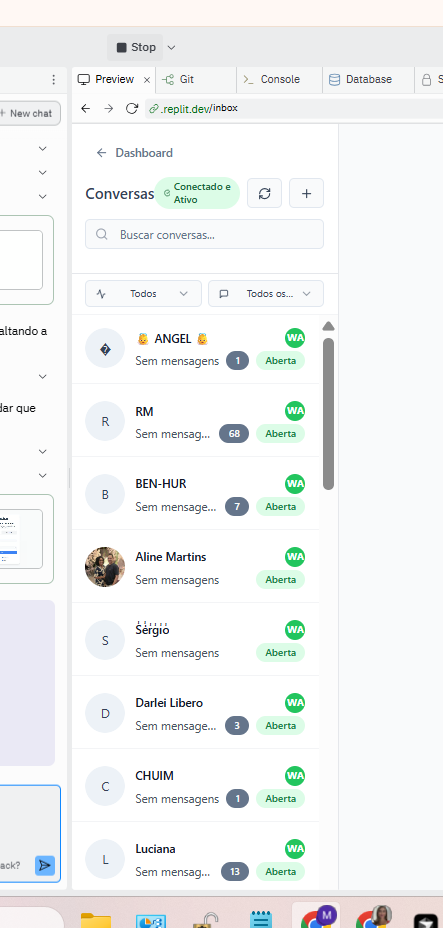 Stop
Preview
Git
Console
Database
S
New chat
.replit.dev/inbox
Dashboard
Conversas
Conectado e
Ativo
Buscar conversas...
Todos
Todos os...
altando a
ANGEL
WA
�
Sem mensagens
1
Aberta
RM
WA
R
Sem mensag...
68
Aberta
dar que
BEN-HUR
WA
B
Sem mensage...
7
Aberta
Aline Martins
WA
Sem mensagens
Aberta
Sérgio
WA
S
Sem mensagens
Aberta
Darlei Libero
WA
D
Sem mensage...
3
Aberta
CHUIM
WA
C
Sem mensagens
1
Aberta
Luciana
WA
L
Sem mensag...
13
Aberta
ack?
M